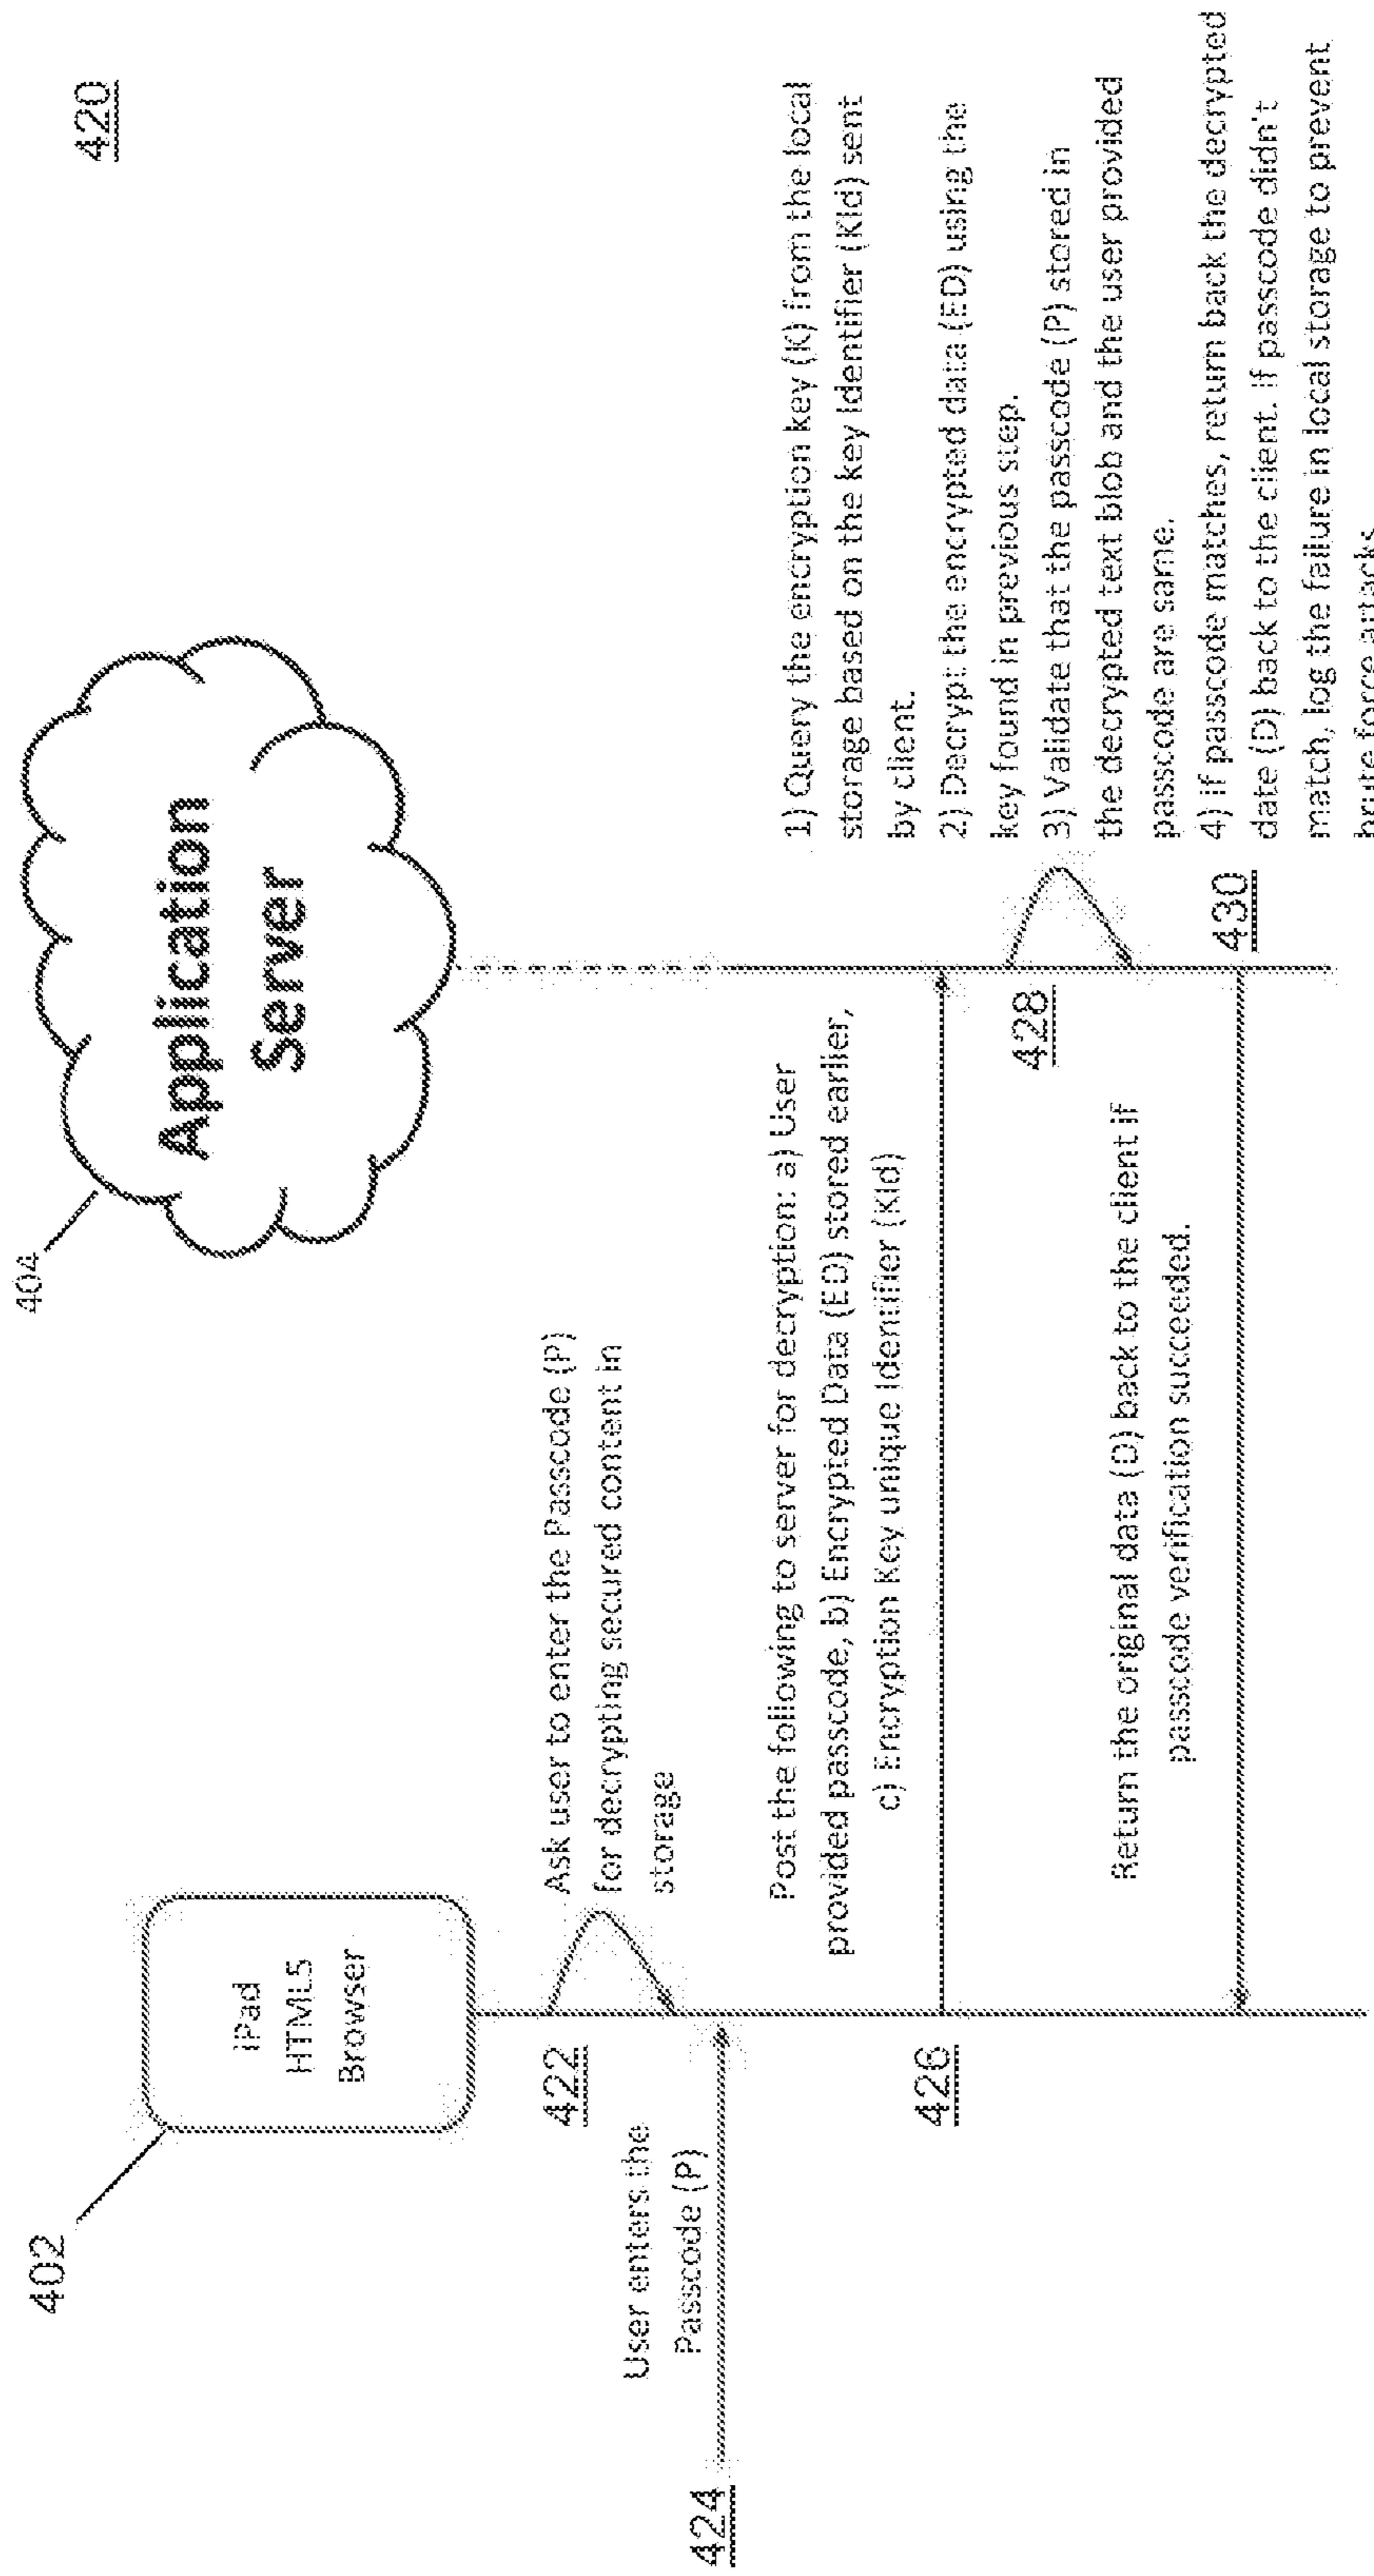 420
402
iPad
HTML5
Browser
404
Application
Server
422
Ask user to enter the Passcode (P)
for decrypting secured content in
storage
User enters the
Passcode (P)
424
Post the following to server for decryption: a) User
provided passcode, b) Encrypted Data (ED) stored earlier,
c) Encryption Key unique Identifier (KId)
426
428
1) Query the encryption key (K) from the local
storage based on the key Identifier (KId) sent
by client.
2) Decrypt the encrypted data (ED) using the
key found in previous step.
3) Validate that the passcode (P) stored in
the decrypted text blob and the user provided
passcode are same.
4) If passcode matches, return back the decrypted
date (D) back to the client. If passcode didn't
match, log the failure in local storage to prevent
brute force attacks
Return the original data (D) back to the client if
passcode verification succeeded.
430